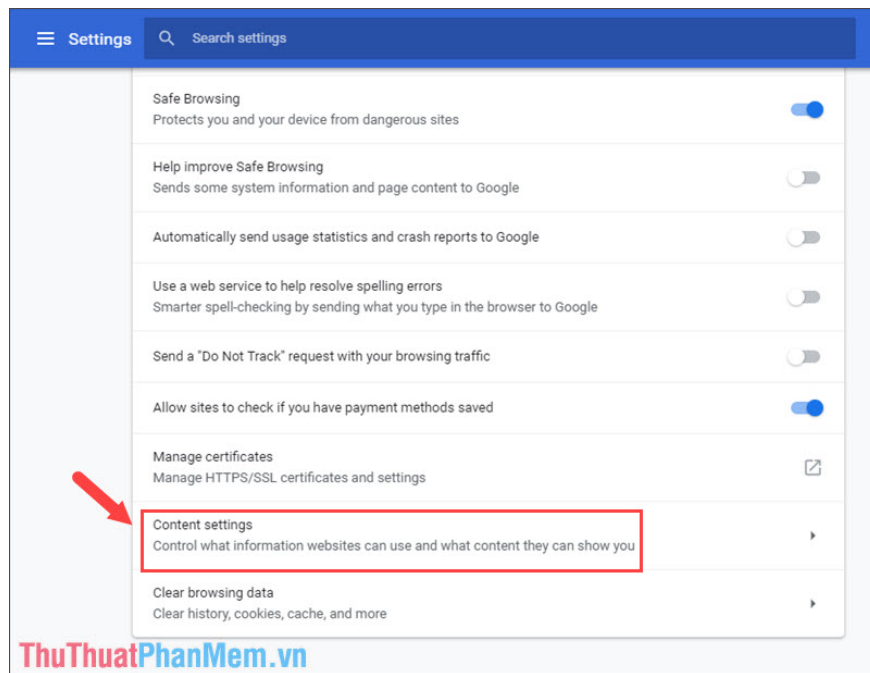 Settings
Search settings
Safe Browsing
Protects you and your device from dangerous sites
Help improve Safe Browsing
Sends some system information and page content to Google
Automatically send usage statistics and crash reports to Google
Use a web service to help resolve spelling errors
Smarter spell-checking by sending what you type in the browser to Google
Send a "Do Not Track" request with your browsing traffic
Allow sites to check if you have payment methods saved
Manage certificates
Manage HTTPS/SSL certificates and settings
Content settings
Control what information websites can use and what content they can show you
Clear browsing data
Clear history, cookies, cache, and more
ThuThuatPhanMem.vn